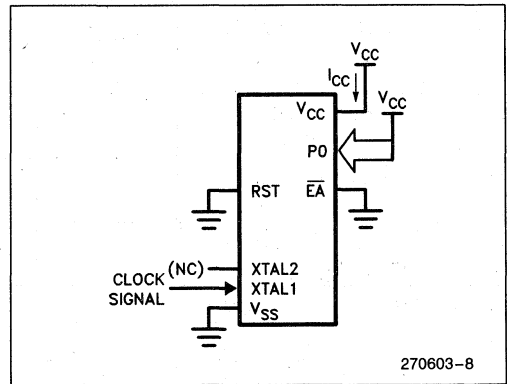 VCC
ICC
VCC
VCC
P0
RST
EA
(NC)
XTAL2
CLOCK SIGNAL
XTAL1
VSS
270603-8